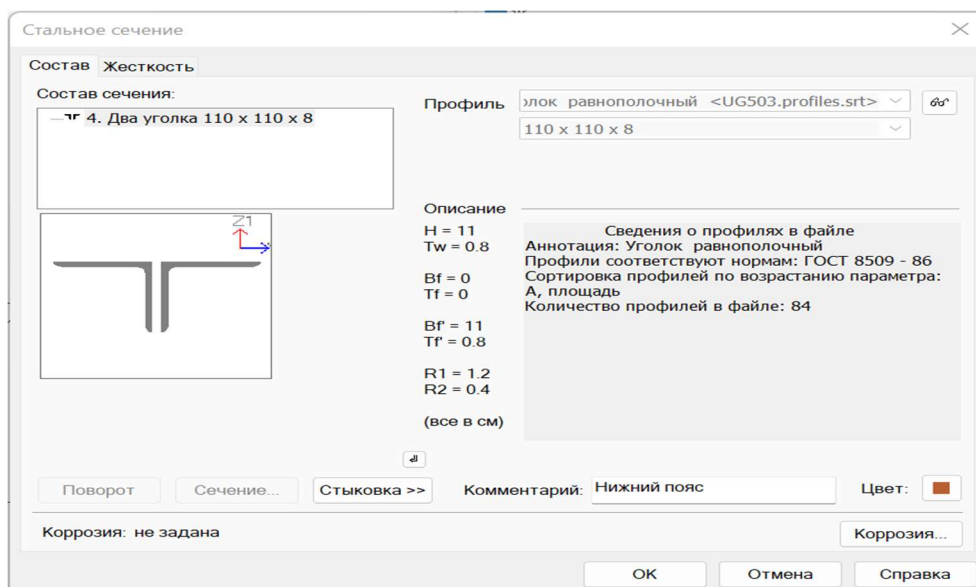 Стальное сечение
Состав Жесткость
Состав сечения:
4. Два уголка 110 x 110 x 8
Профиль
олок равнополочный <UG503.profiles.srt>
110 x 110 x 8
Z1
Описание
H = 11
Tw = 0.8
Bf = 0
Tf = 0
Bf' = 11
Tf' = 0.8
R1 = 1.2
R2 = 0.4
(все в см)
Сведения о профилях в файле
Аннотация: Уголок равнополочный
Профили соответствуют нормам: ГОСТ 8509 - 86
Сортировка профилей по возрастанию параметра:
А, площадь
Количество профилей в файле: 84
Поворот
Сечение...
Стыковка >>
Комментарий:
Нижний пояс
Цвет:
Коррозия: не задана
Коррозия...
OK
Отмена
Справка